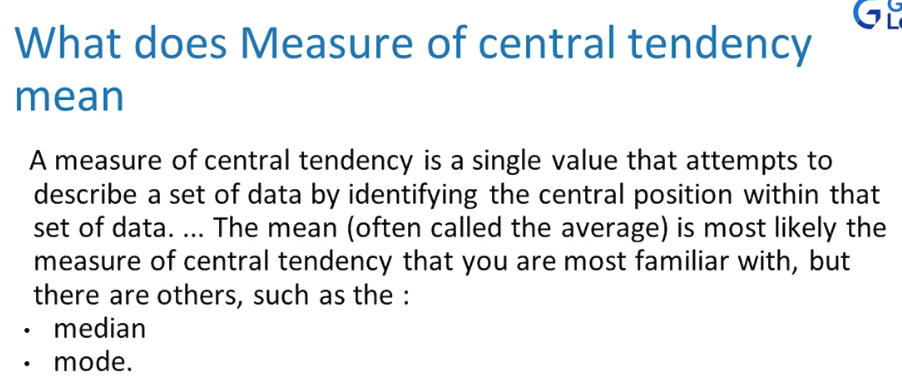 What does Measure of central tendency
mean
A measure of central tendency is a single value that attempts to
describe a set of data by identifying the central position within that
set of data. ... The mean (often called the average) is most likely the
measure of central tendency that you are most familiar with, but
there are others, such as the :
• median
• mode.